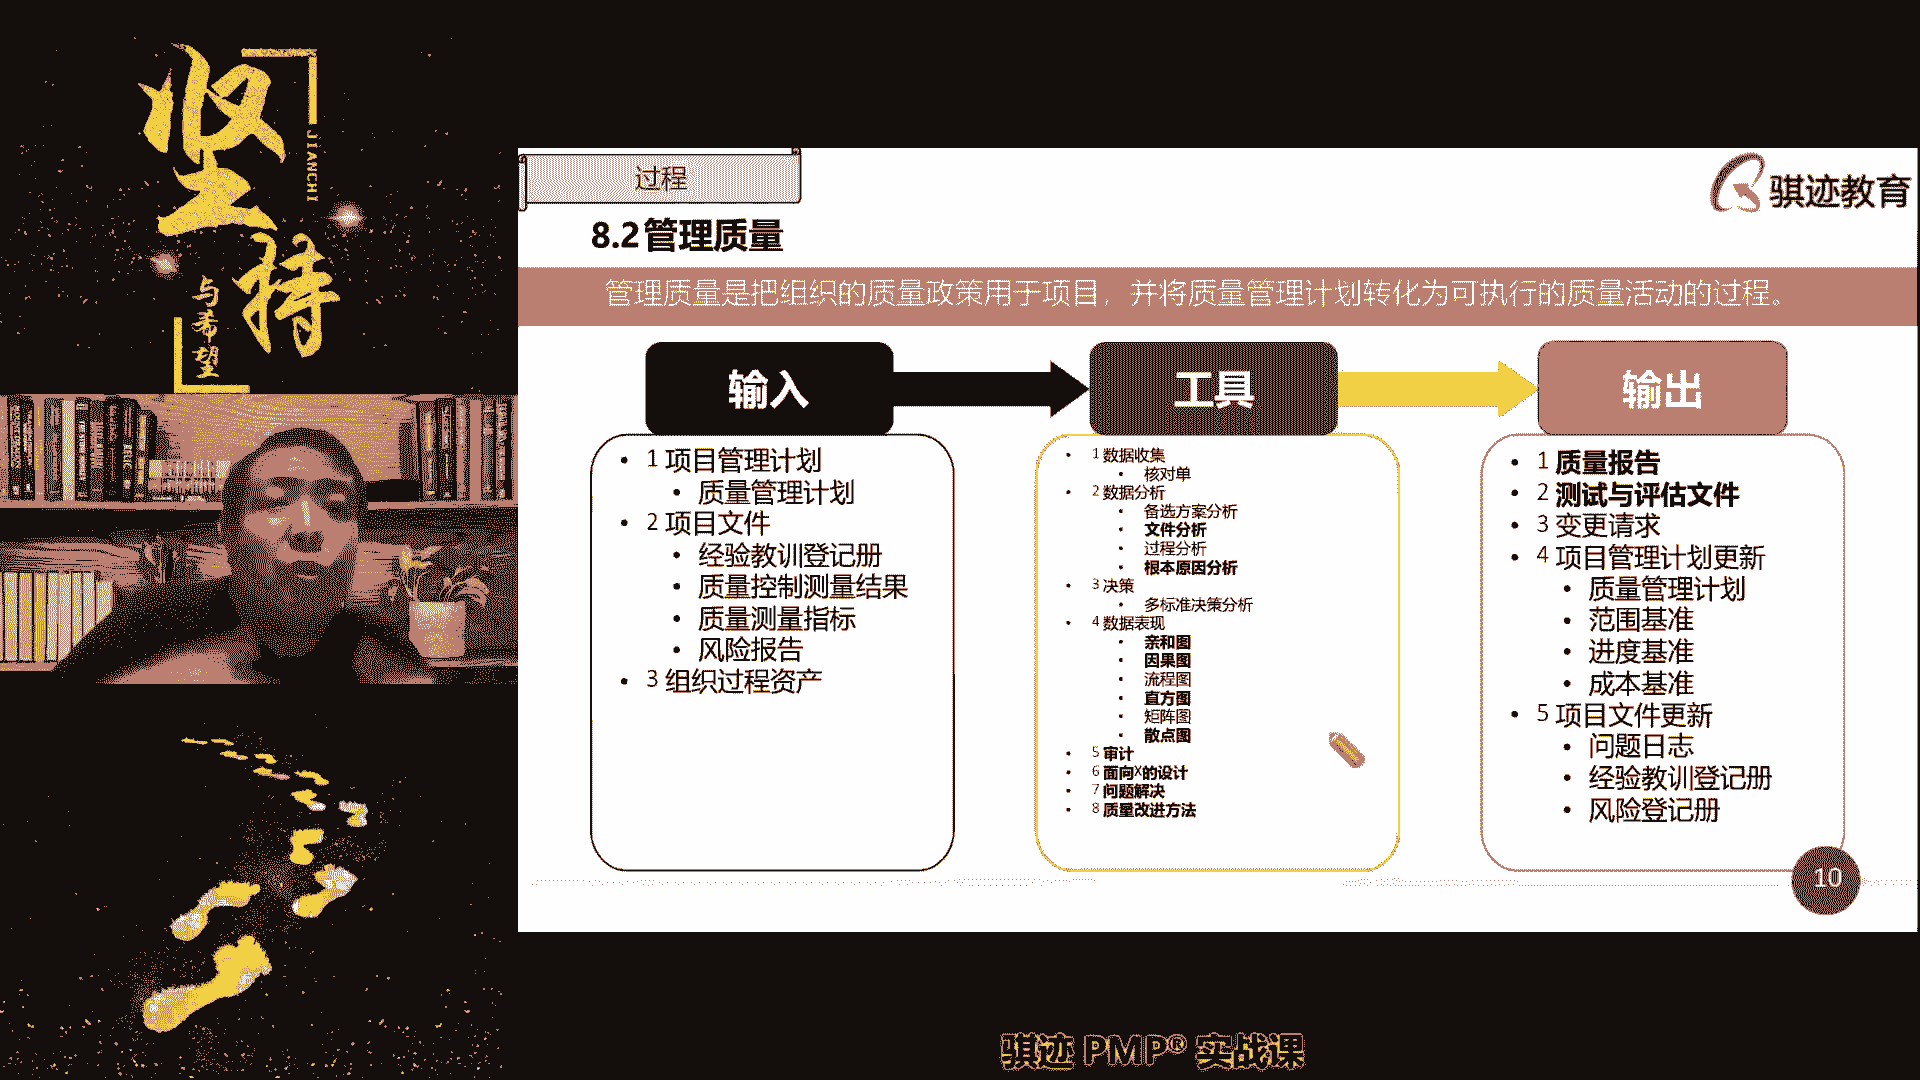 坚持
JIANCHI
与希望
过程
骐迹教育
8.2管理质量
管理质量是把组织的质量政策用于项目，并将质量管理计划转化为可执行的质量活动的过程。
输入
• 1 项目管理计划
• 质量管理计划
• 2 项目文件
• 经验教训登记册
• 质量控制测量结果
• 质量测量指标
• 风险报告
• 3 组织过程资产
工具
• 1 数据收集
• 核对单
• 2 数据分析
• 备选方案分析
• 文件分析
• 过程分析
• 根本原因分析
• 3 决策
• 多标准决策分析
• 4 数据表现
• 亲和图
• 因果图
• 流程图
• 直方图
• 矩阵图
• 散点图
• 5 审计
• 6 面向X的设计
• 7 问题解决
• 8 质量改进方法
输出
• 1 质量报告
• 2 测试与评估文件
• 3 变更请求
• 4 项目管理计划更新
• 质量管理计划
• 范围基准
• 进度基准
• 成本基准
• 5 项目文件更新
• 问题日志
• 经验教训登记册
• 风险登记册
10
骐迹 PMP® 实战课